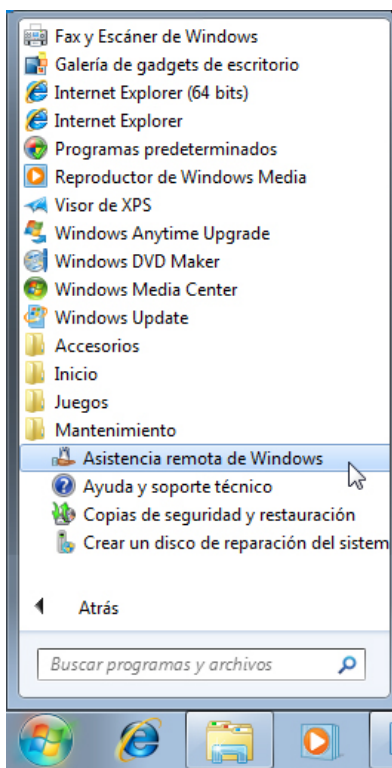 Fax y Escáner de Windows
Galería de gadgets de escritorio
Internet Explorer (64 bits)
Internet Explorer
Programas predeterminados
Reproductor de Windows Media
Visor de XPS
Windows Anytime Upgrade
Windows DVD Maker
Windows Media Center
Windows Update
Accesorios
Inicio
Juegos
Mantenimiento
Asistencia remota de Windows
Ayuda y soporte técnico
Copias de seguridad y restauración
Crear un disco de reparación del sistem
Atrás
Buscar programas y archivos